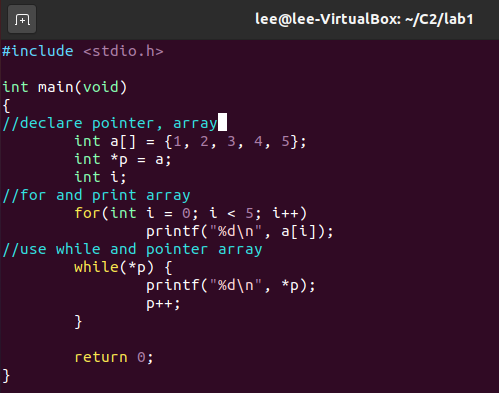 lee@lee-VirtualBox: ~/C2/lab1
#include <stdio.h>

int main(void)
{
//declare pointer, array
        int a[] = {1, 2, 3, 4, 5};
        int *p = a;
        int i;
//for and print array
        for(int i = 0; i < 5; i++)
                printf("%d\n", a[i]);
//use while and pointer array
        while(*p) {
                printf("%d\n", *p);
                p++;
        }

        return 0;
}